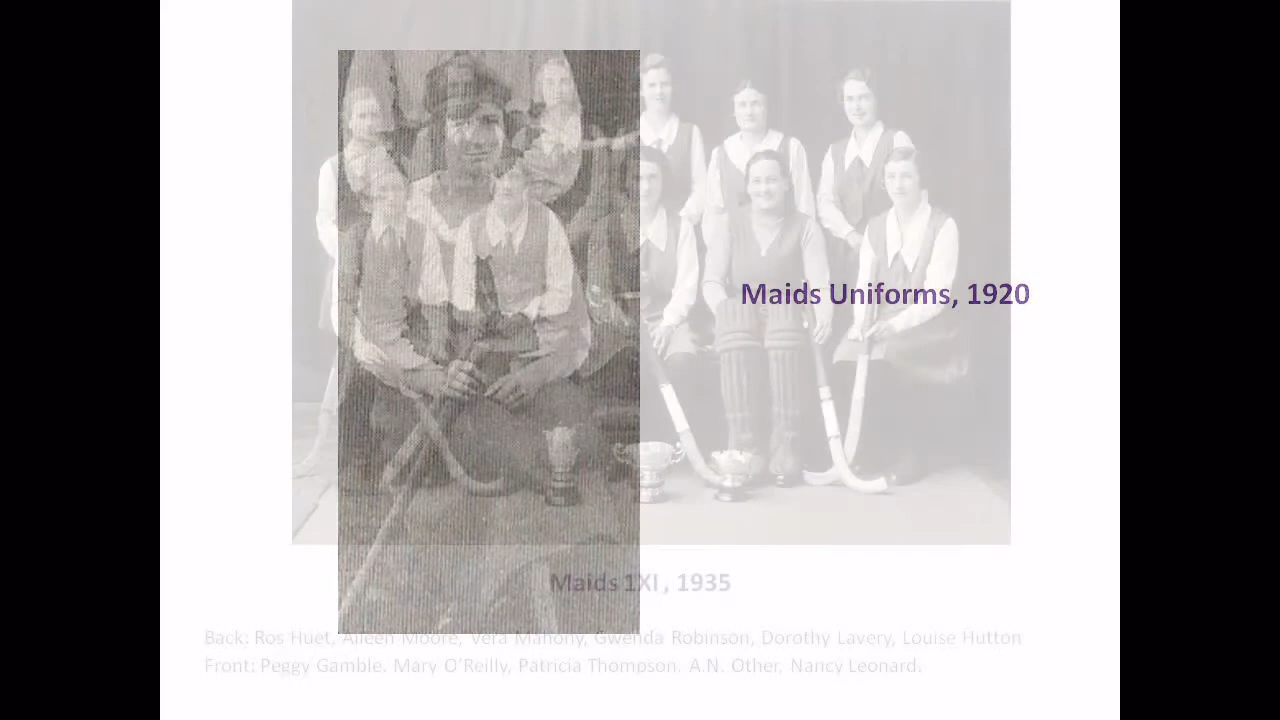 Maids Uniforms, 1920
Maids 1XI , 1935
Back: Ros Huet, Aileen Moore, Vera Mahony, Gwenda Robinson, Dorothy Lavery, Louise Hutton
Front: Peggy Gamble. Mary O’Reilly, Patricia Thompson. A.N. Other, Nancy Leonard.